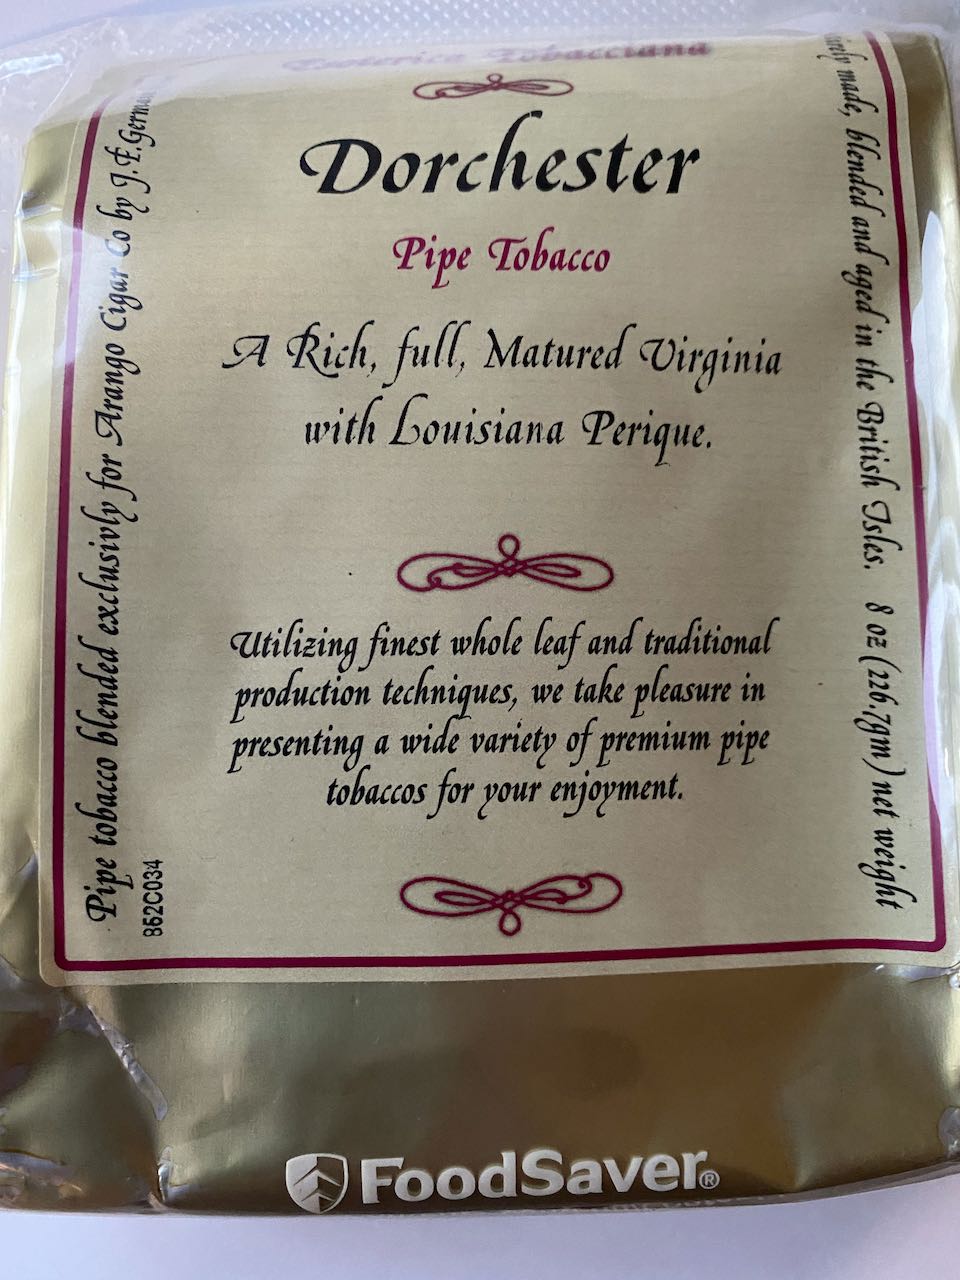 Esoterica Tobacciana
Dorchester
Pipe Tobacco
A Rich, full, Matured Virginia
with Louisiana Perique.
Utilizing finest whole leaf and traditional
production techniques, we take pleasure in
presenting a wide variety of premium pipe
tobaccos for your enjoyment.
Pipe tobacco blended exclusivly for Arango Cigar Co by J.F.Germain
852C034
made, blended and aged in the British Isles. 8 oz (226.7gm) net weight
FoodSaver®